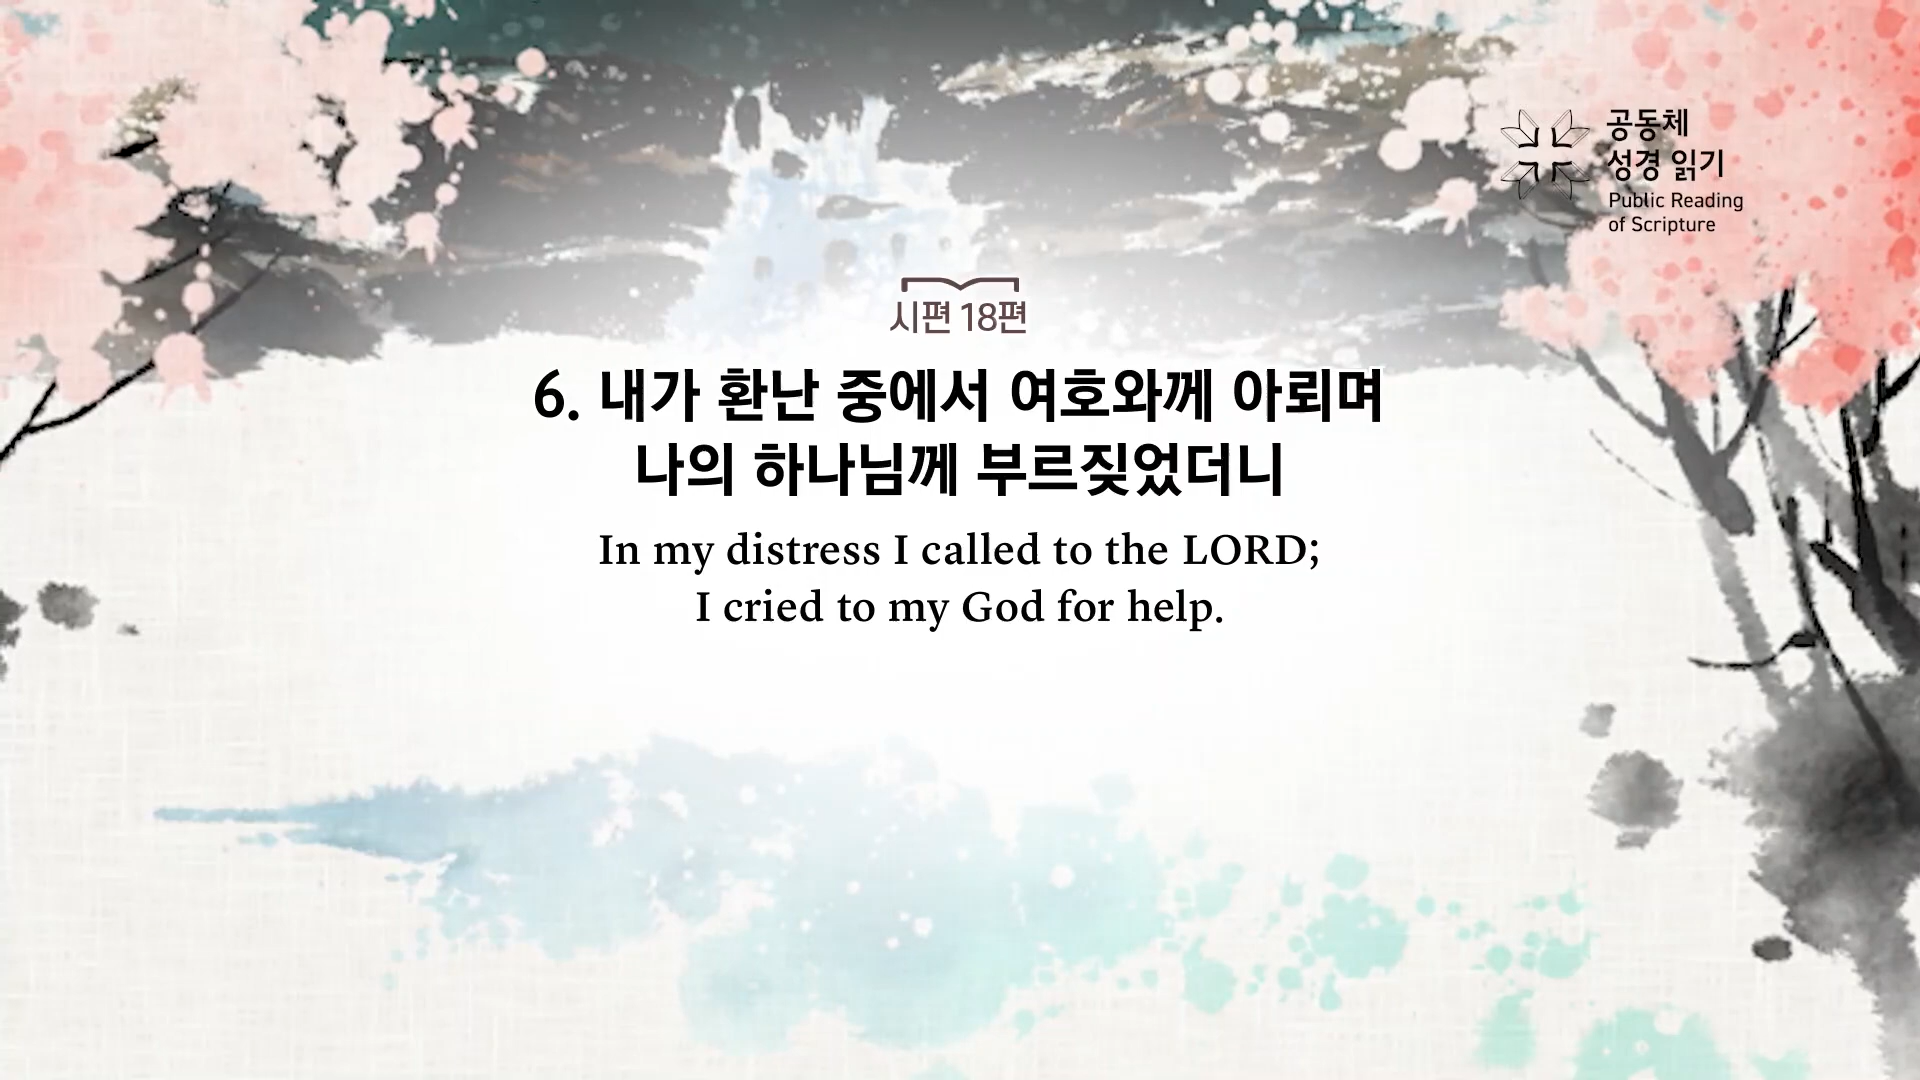 공동체
성경 읽기
Public Reading
of Scripture
시편 18편
6. 내가 환난 중에서 여호와께 아뢰며
나의 하나님께 부르짖었더니
In my distress I called to the LORD;
I cried to my God for help.